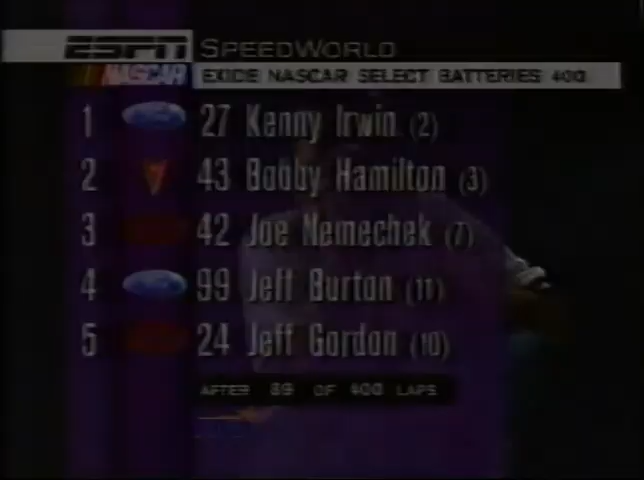 ESPN SPEEDWORLD
NASCAR EXIDE NASCAR SELECT BATTERIES 400
1 27 Kenny Irwin (2)
2 43 Bobby Hamilton (3)
3 42 Joe Nemechek (7)
4 99 Jeff Burton (11)
5 24 Jeff Gordon (10)
AFTER 89 OF 400 LAPS